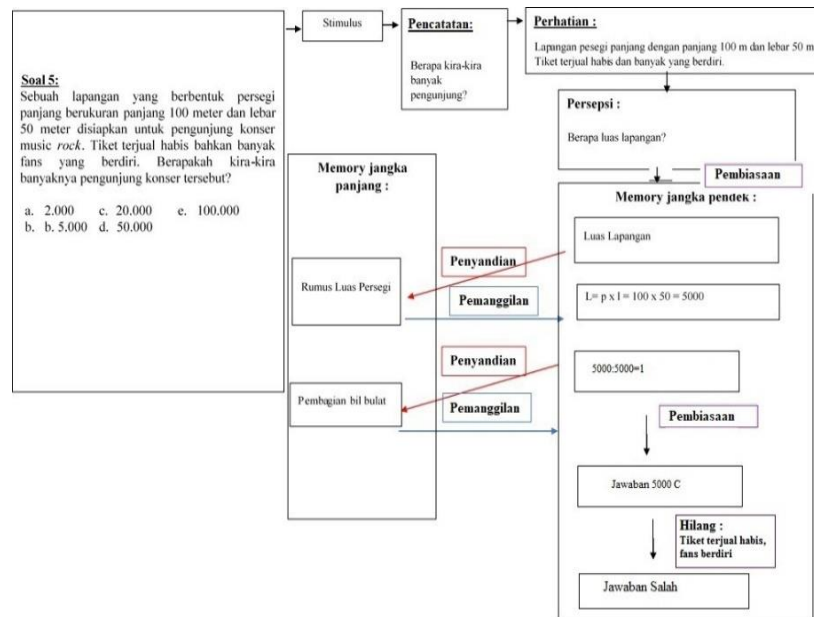 Soal 5:
Sebuah lapangan yang berbentuk persegi
panjang berukuran panjang 100 meter dan lebar
50 meter disiapkan untuk pengunjung konser
music rock. Tiket terjual habis bahkan banyak
fans yang berdiri. Berapakah kira-kira
banyaknya pengunjung konser tersebut?
a. 2.000 c. 20.000 e. 100.000
b. b. 5.000 d. 50.000
Stimulus
Pencatatan:
Berapa kira-kira
banyak
pengunjung?
Perhatian :
Lapangan pesegi panjang dengan panjang 100 m dan lebar 50 m
Tiket terjual habis dan banyak yang berdiri.
Persepsi :
Berapa luas lapangan?
Pembiasaan
Memory jangka
panjang :
Rumus Luas Persegi
Pembagian bil bulat
Penyandian
Pemanggilan
Penyandian
Pemanggilan
Memory jangka pendek :
Luas Lapangan
L= p x l = 100 x 50 = 5000
5000:5000=1
Pembiasaan
Jawaban 5000 C
Hilang :
Tiket terjual habis,
fans berdiri
Jawaban Salah